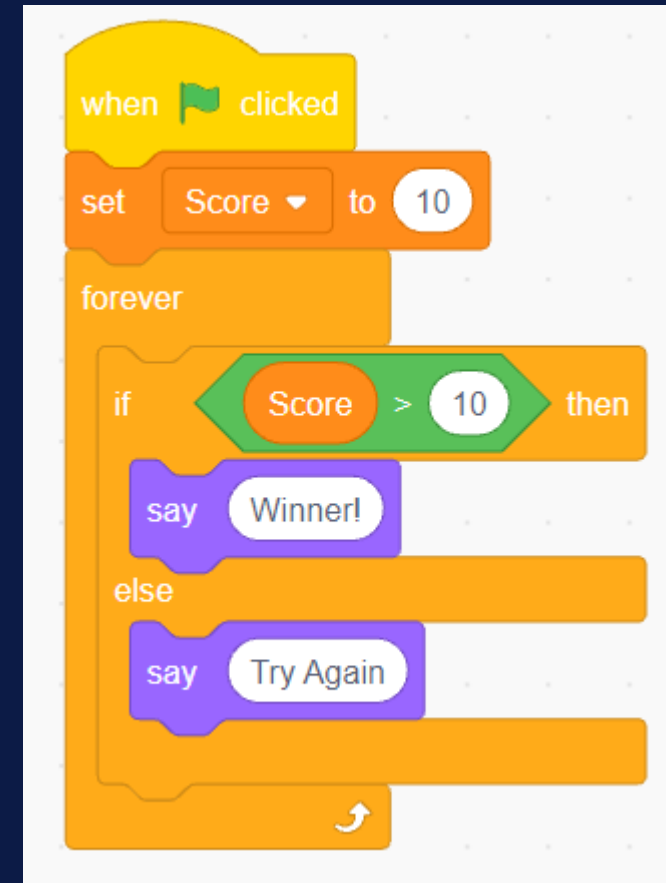 when clicked
set Score to 10
forever
if Score > 10 then
say Winner!
else
say Try Again